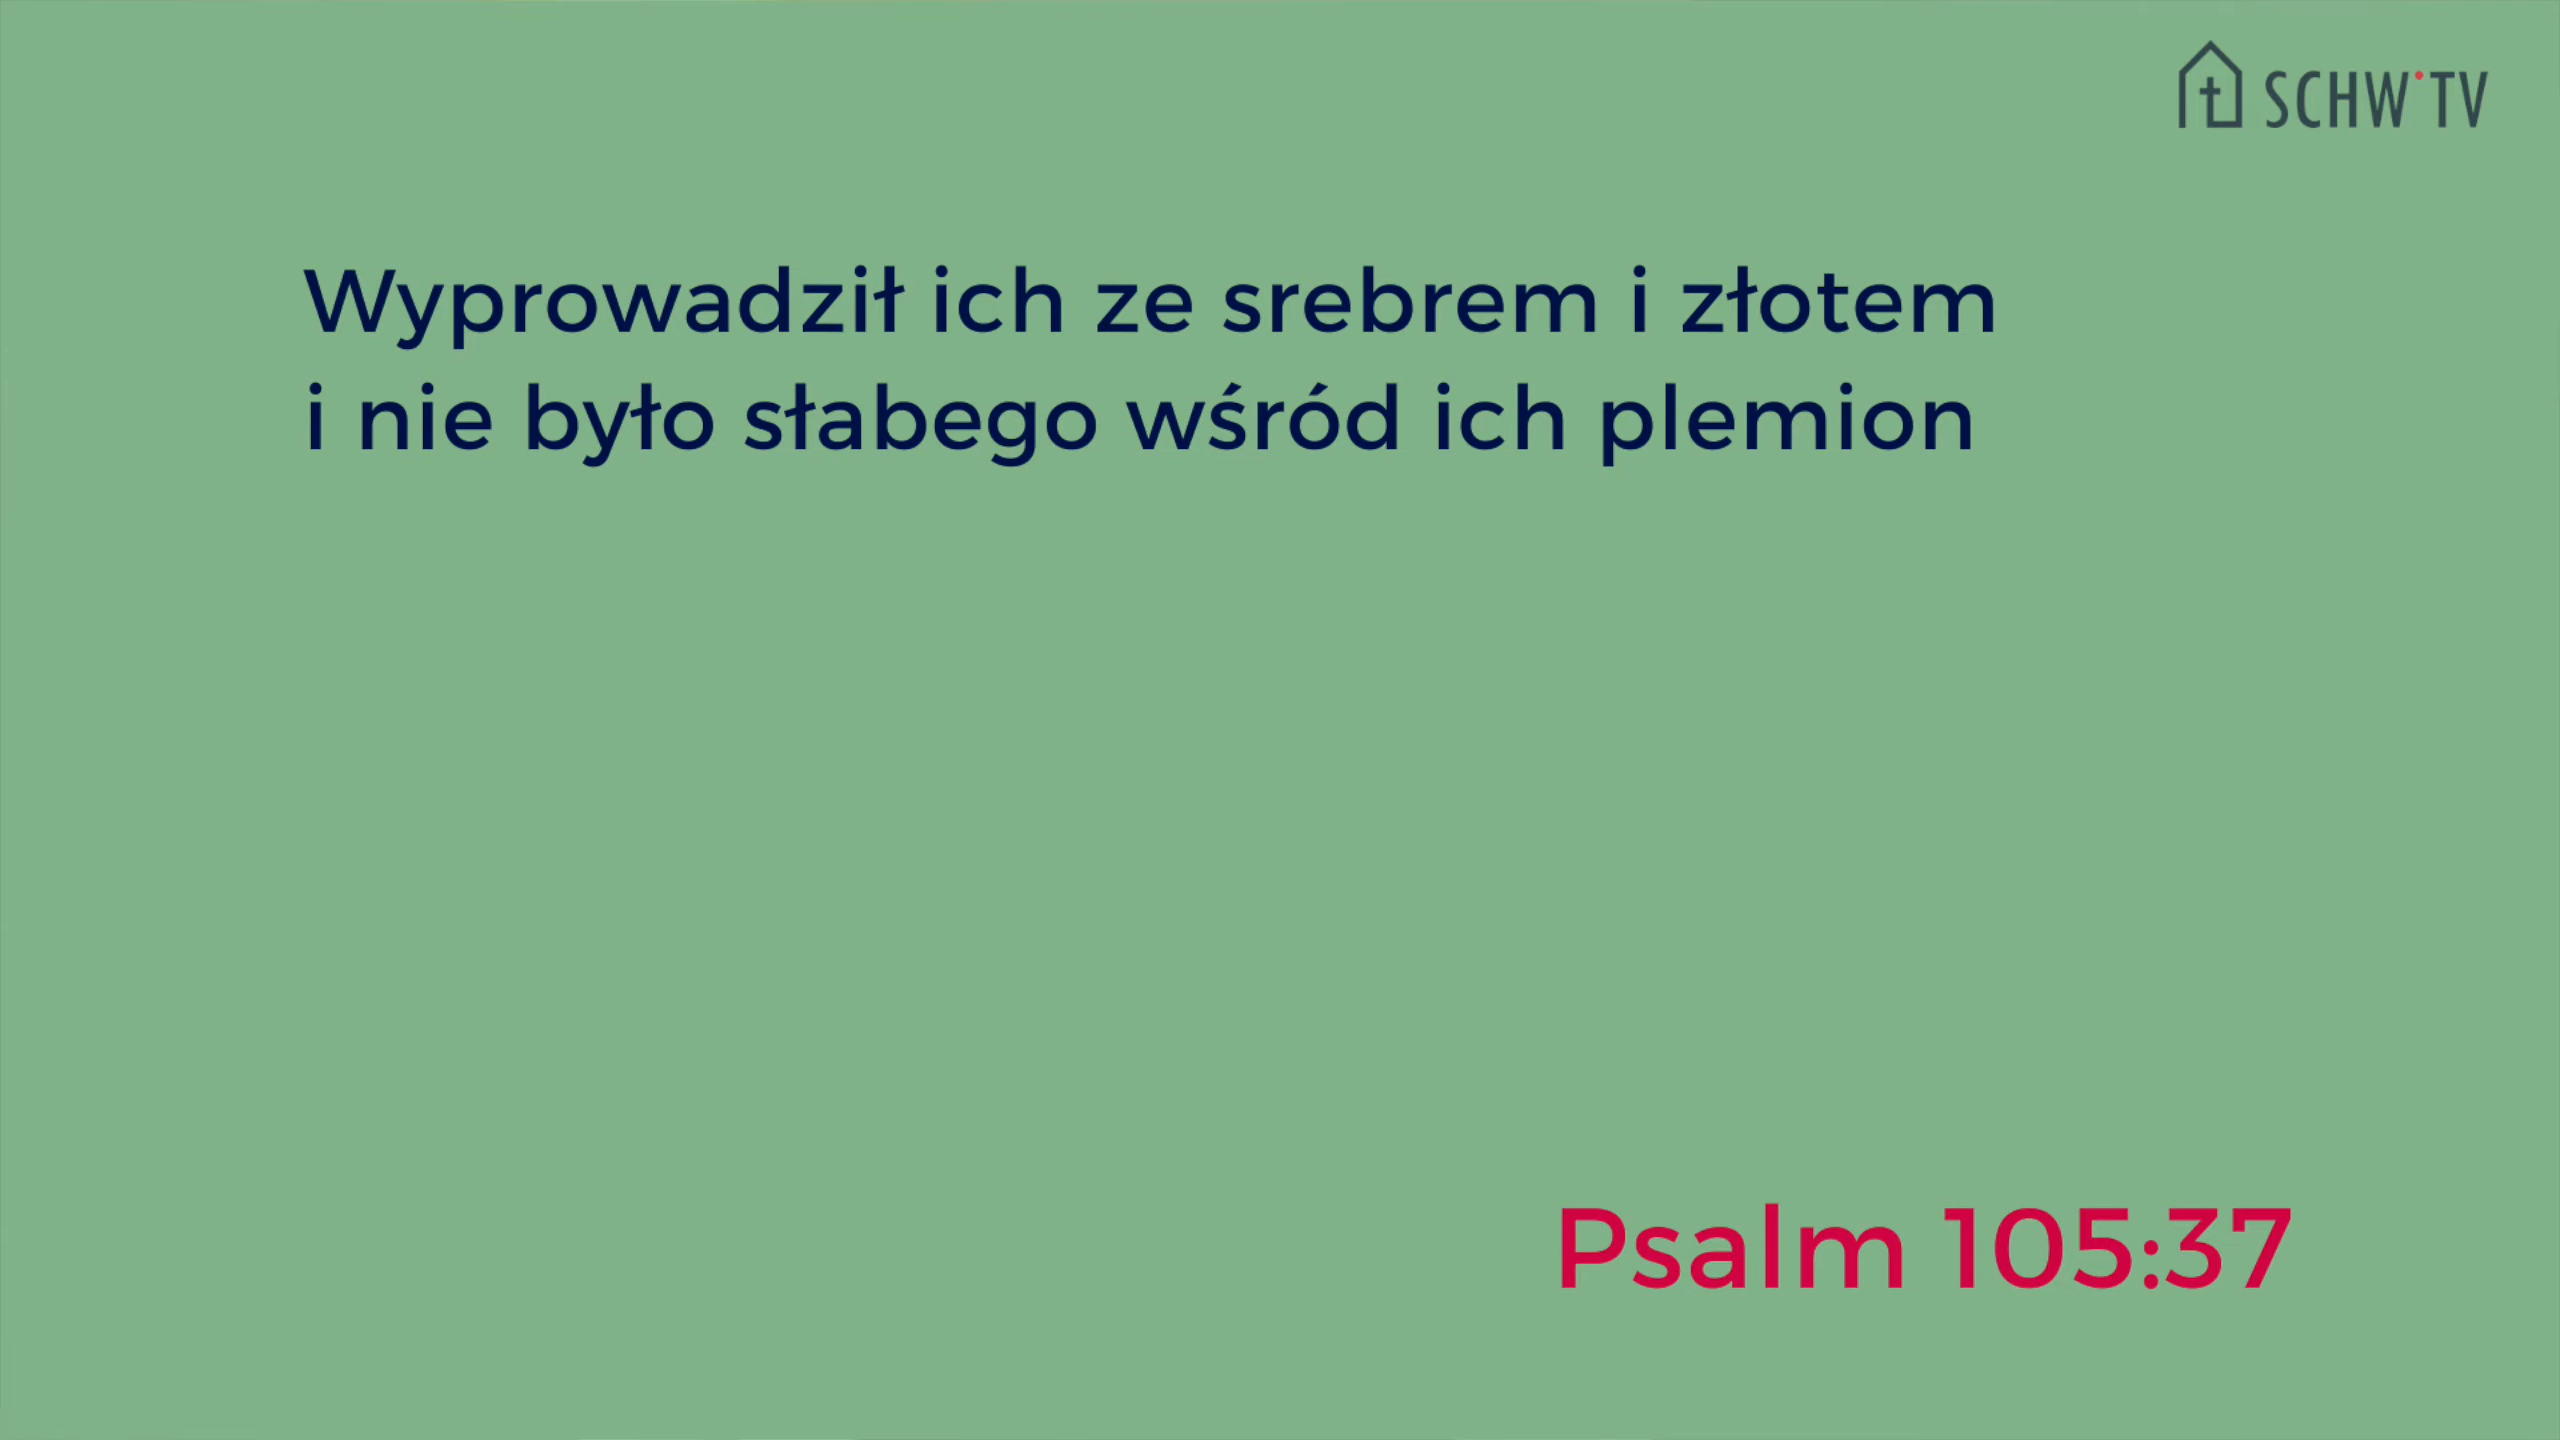 SCHW TV
Wyprowadził ich ze srebrem i złotem
i nie było słabego wśród ich plemion
Psalm 105:37